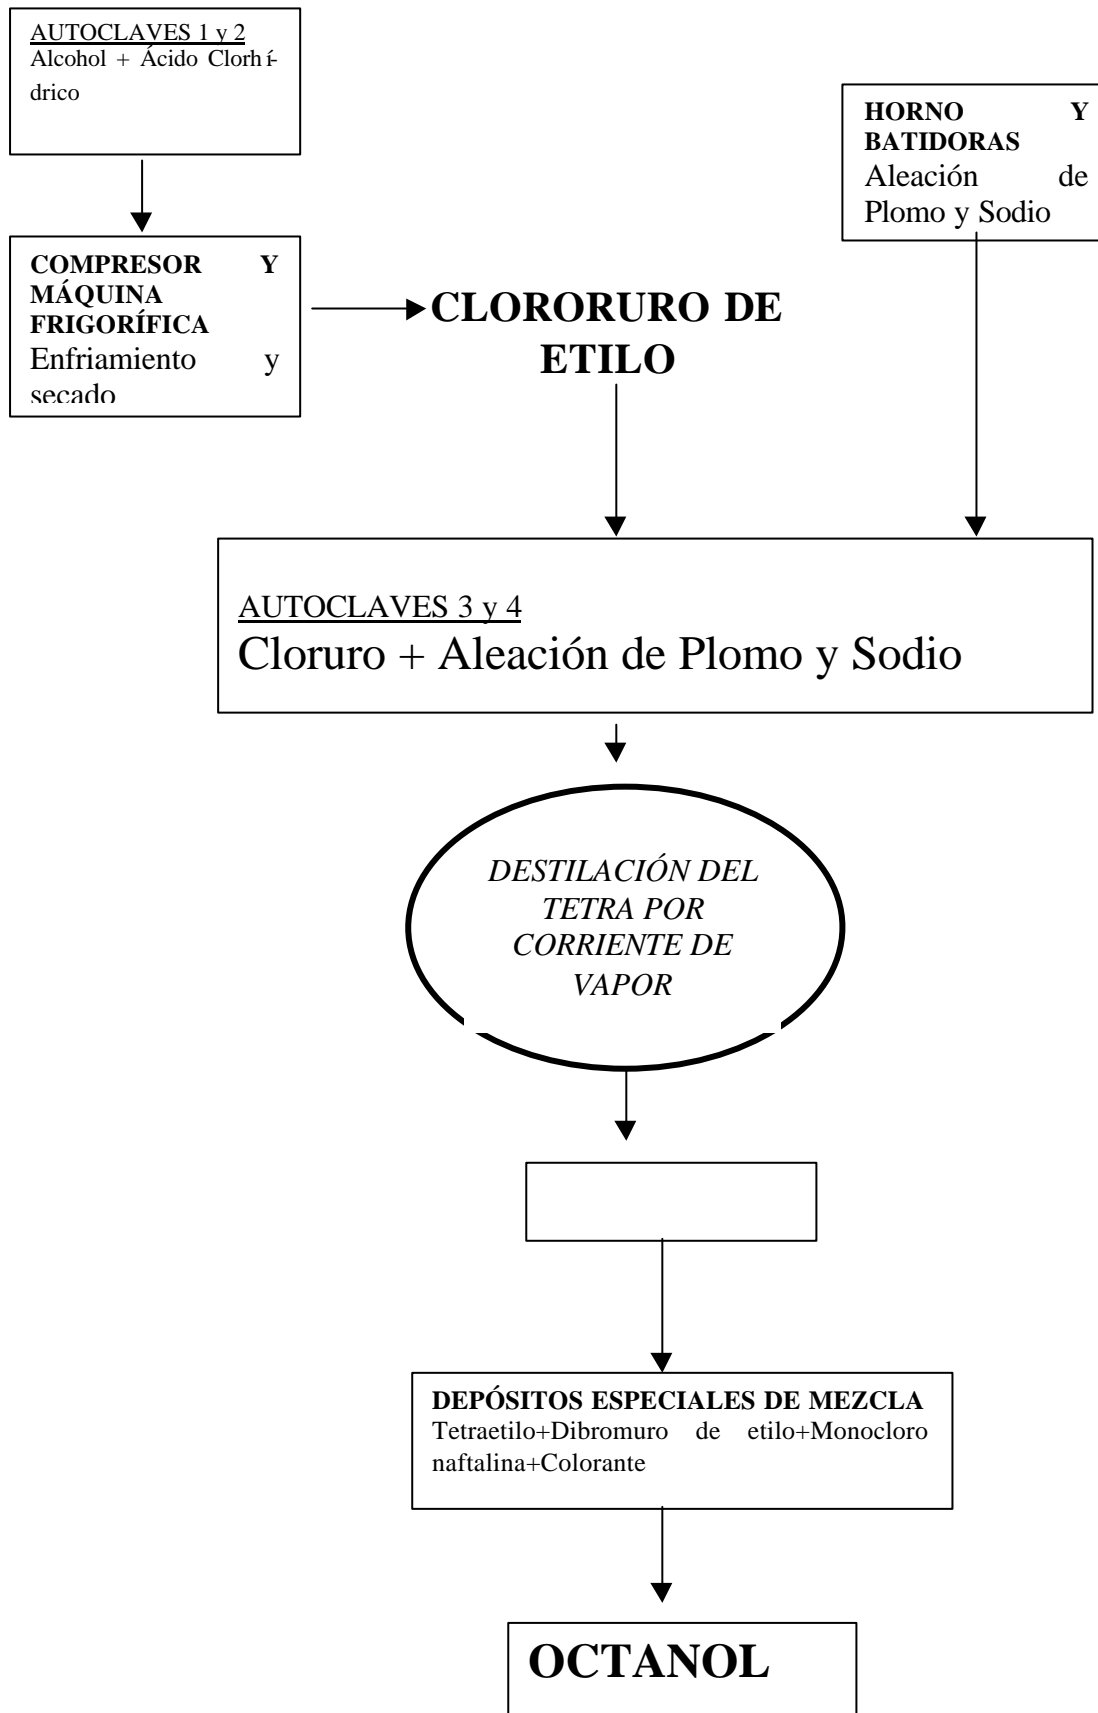 AUTOCLAVES 1 y 2
Alcohol + Ácido Clorhí-
drico
HORNO Y
BATIDORAS
Aleación de
Plomo y Sodio
COMPRESOR Y
MÁQUINA
FRIGORÍFICA
Enfriamiento y
secado
CLORORURO DE
ETILO
AUTOCLAVES 3 y 4
Cloruro + Aleación de Plomo y Sodio
DESTILACIÓN DEL
TETRA POR
CORRIENTE DE
VAPOR
DEPÓSITOS ESPECIALES DE MEZCLA
Tetraetilo+Dibromuro de etilo+Monocloro
naftalina+Colorante
OCTANOL